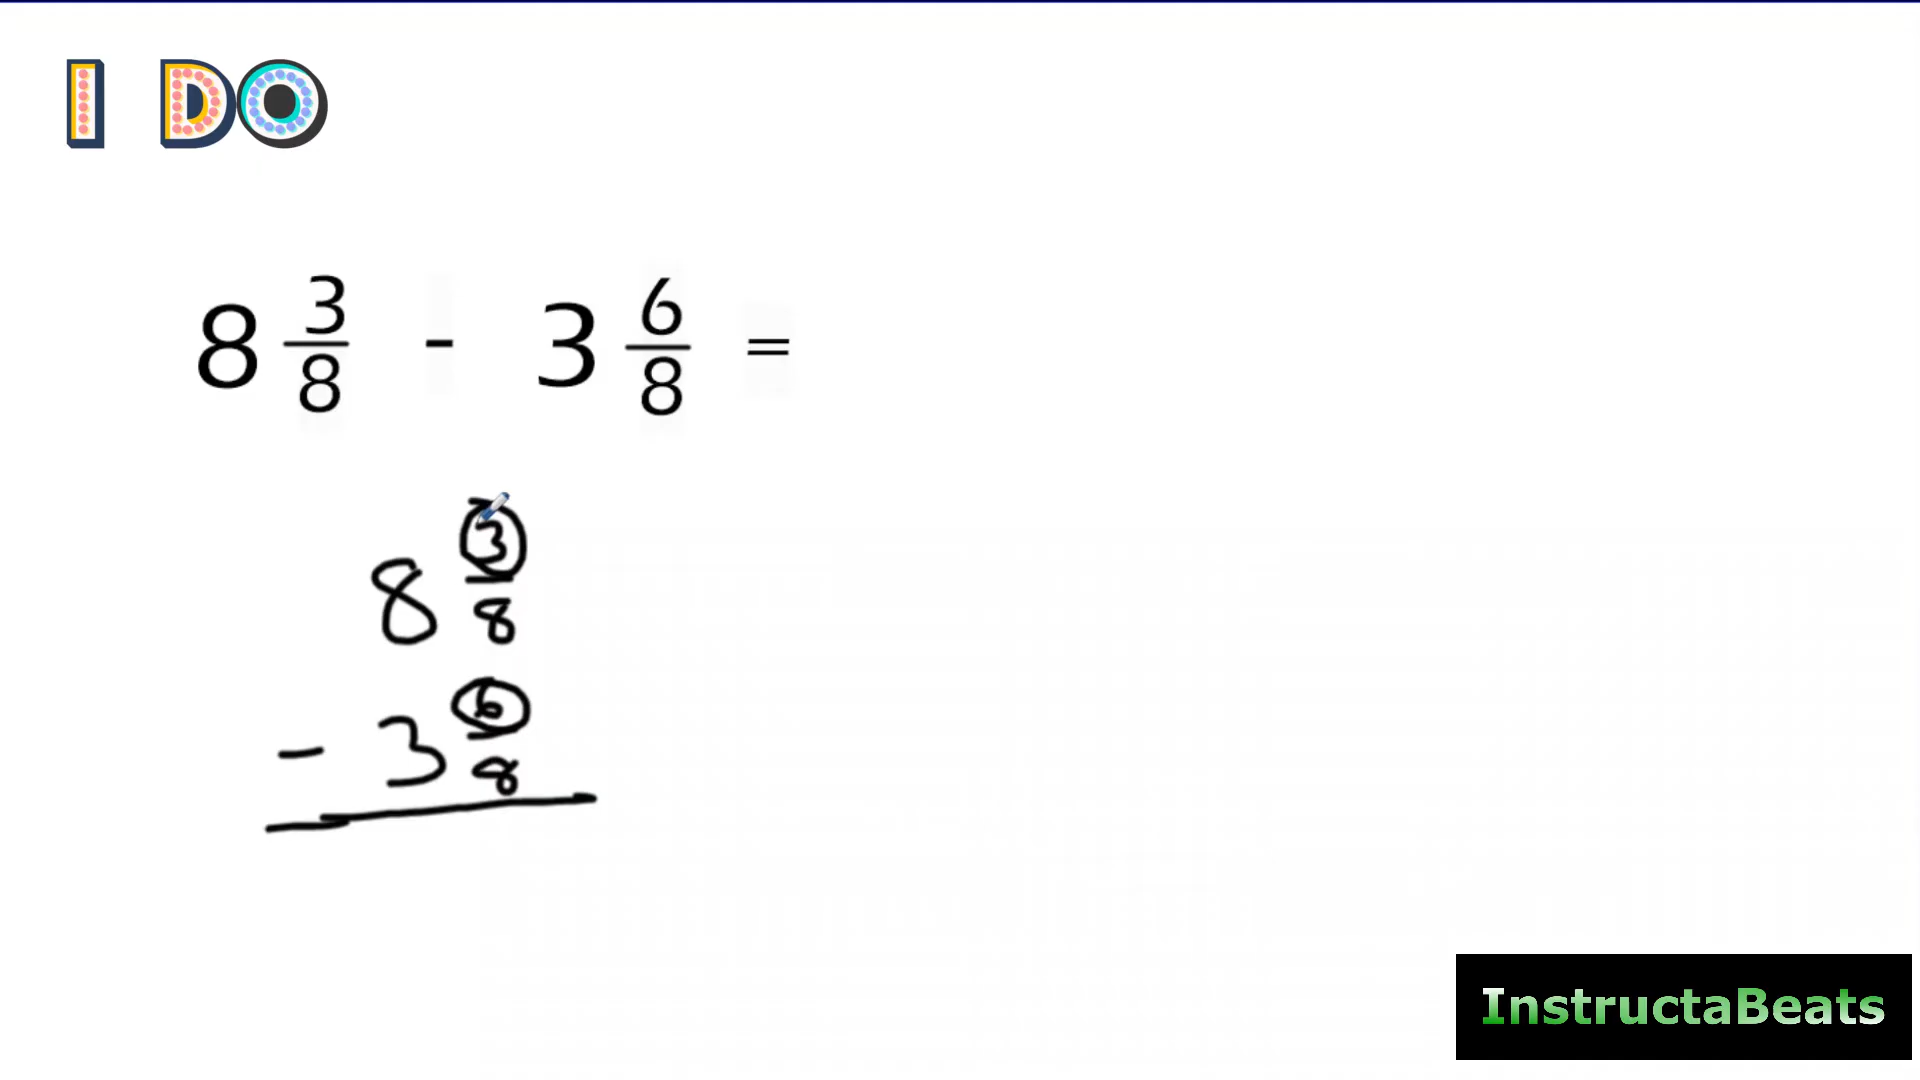 I DO
8 3/8 - 3 6/8 =
8 3/8
- 3 6/8
InstructaBeats